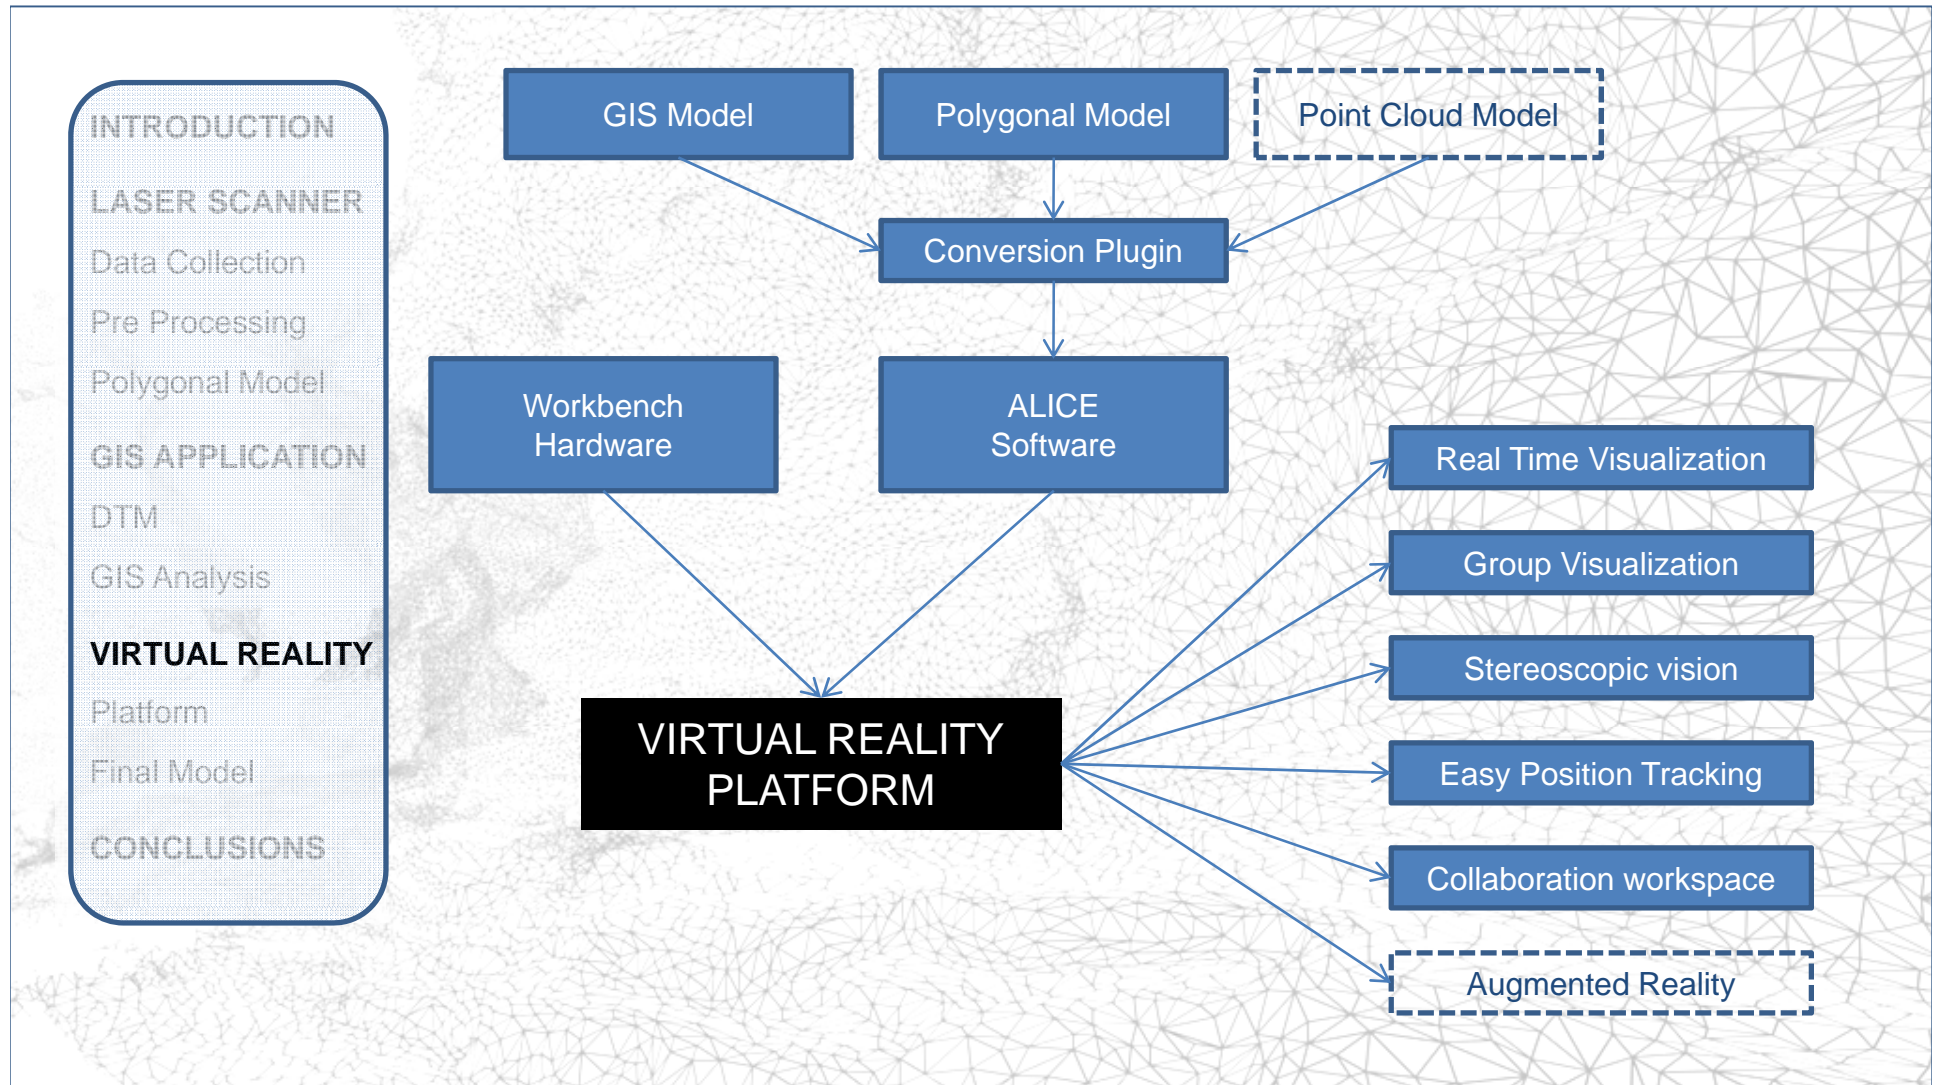 INTRODUCTION
LASER SCANNER
Data Collection
Pre Processing
Polygonal Model
GIS APPLICATION
DTM
GIS Analysis
VIRTUAL REALITY
Platform
Final Model
CONCLUSIONS
GIS Model
Polygonal Model
Point Cloud Model
Conversion Plugin
Workbench
Hardware
ALICE
Software
VIRTUAL REALITY
PLATFORM
Real Time Visualization
Group Visualization
Stereoscopic vision
Easy Position Tracking
Collaboration workspace
Augmented Reality